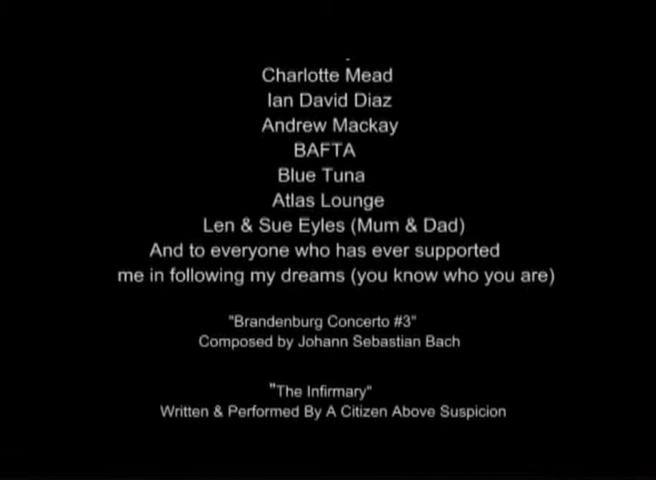 Charlotte Mead
Ian David Diaz
Andrew Mackay
BAFTA
Blue Tuna
Atlas Lounge
Len & Sue Eyles (Mum & Dad)
And to everyone who has ever supported
me in following my dreams (you know who you are)
"Brandenburg Concerto #3"
Composed by Johann Sebastian Bach
"The Infirmary"
Written & Performed By A Citizen Above Suspicion